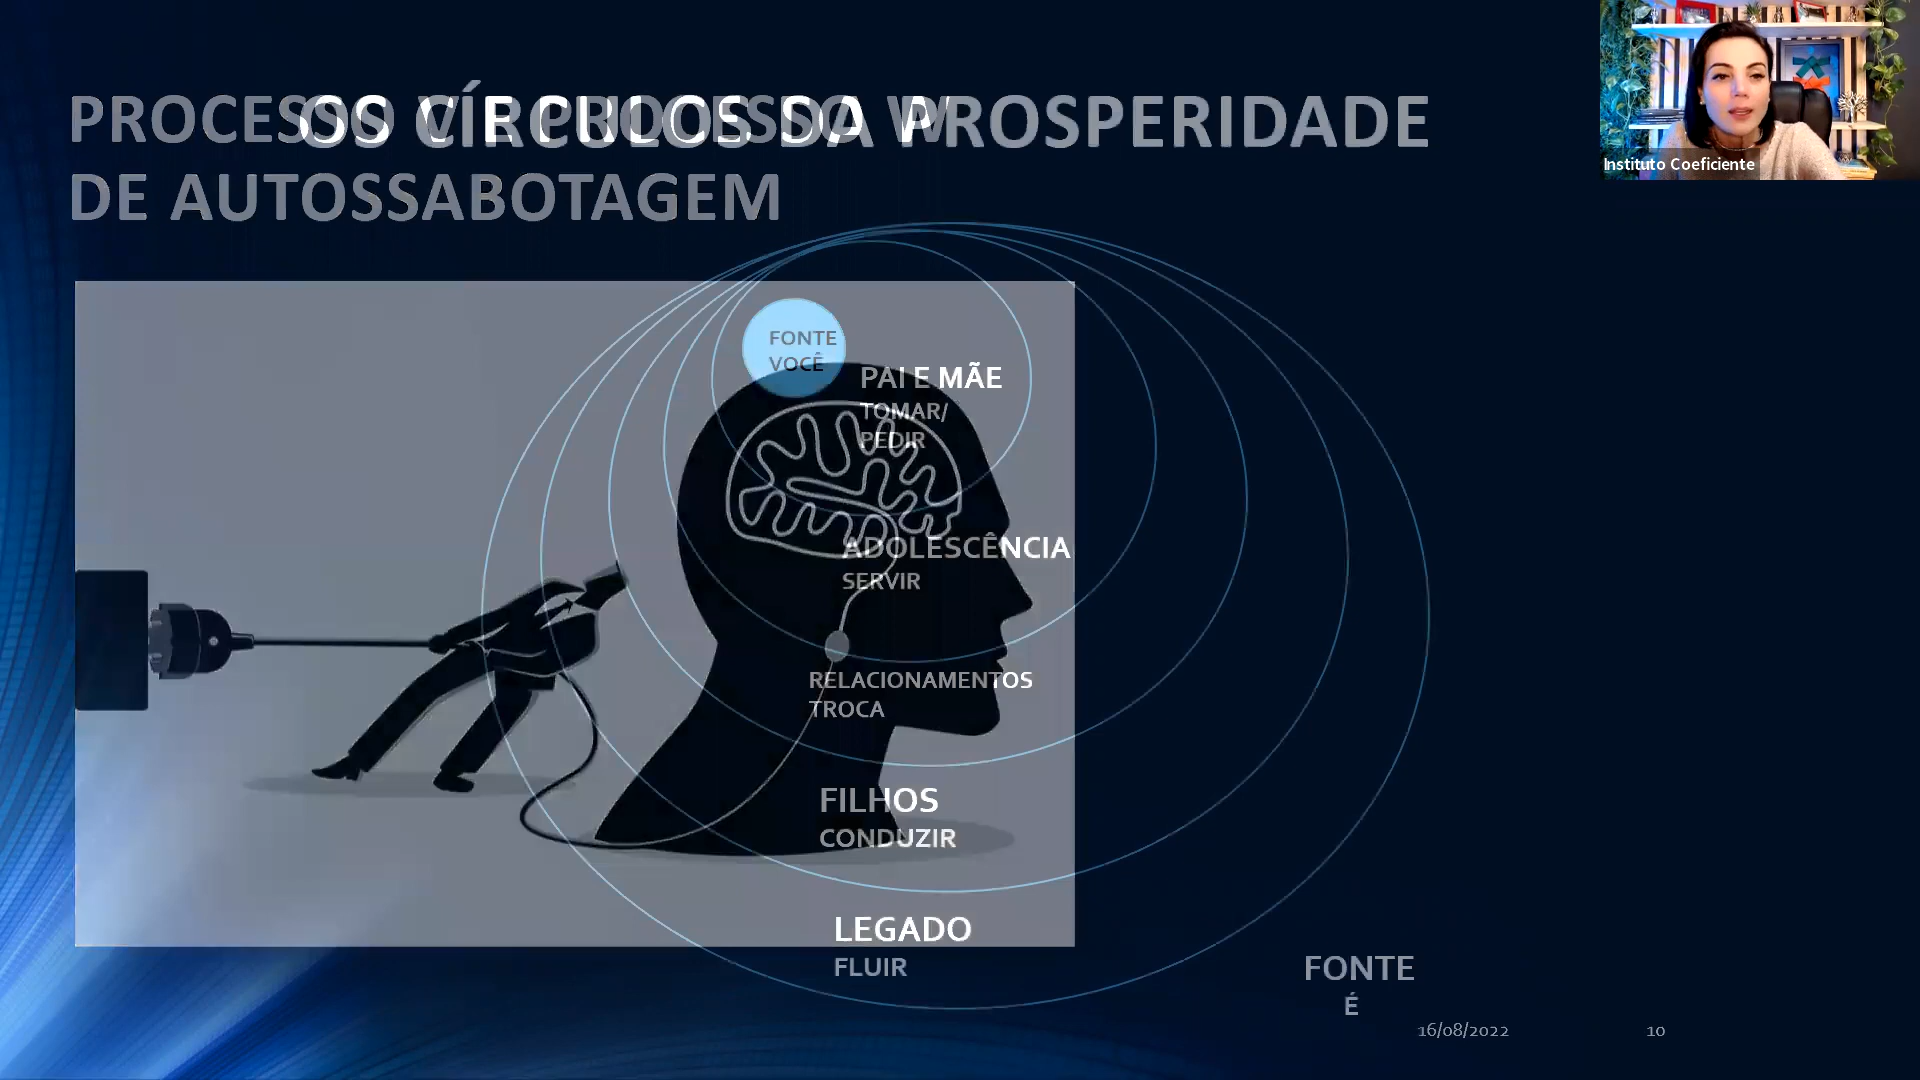 PROCESSO V E PROCESSO W
DE AUTOSSABOTAGEM
OS CÍRCULOS DA PROSPERIDADE
Instituto Coeficiente
FONTE
VOCÊ
PAI E MÃE
TOMAR/
PEDIR
ADOLESCÊNCIA
SERVIR
RELACIONAMENTOS
TROCA
FILHOS
CONDUZIR
LEGADO
FLUIR
FONTE
É
16/08/2022
10